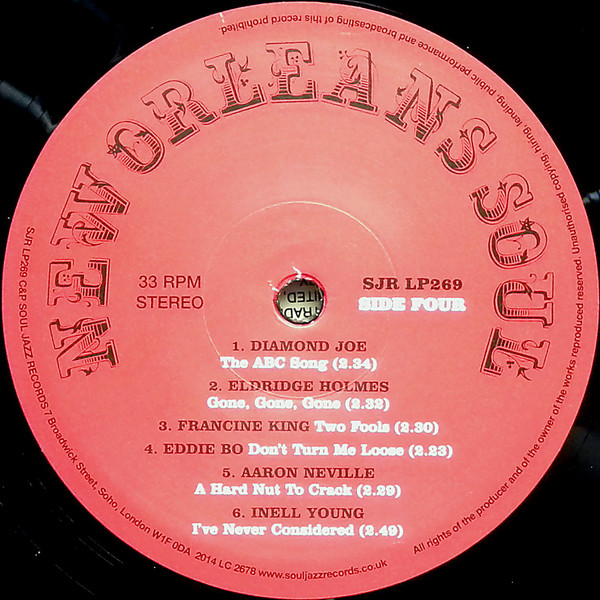 NEW ORLEANS SOUL
33 RPM
STEREO
SJR LP269
SIDE FOUR
1. DIAMOND JOE
The ABC Song (2.34)
2. ELDRIDGE HOLMES
Gone, Gone, Gone (2.32)
3. FRANCINE KING Two Fools (2.30)
4. EDDIE BO Don't Turn Me Loose (2.23)
5. AARON NEVILLE
A Hard Nut To Crack (2.29)
6. INELL YOUNG
I've Never Considered (2.49)
SJR LP269 C&P SOUL JAZZ RECORDS 7 Broadwick Street, Soho, London W1F 0DA 2014 LC 2678 www.souljazzrecords.co.uk
All rights of the producer and of the owner of the works reproduced reserved. Unauthorised copying, hiring, lending, public performance and broadcasting of this record prohibited.